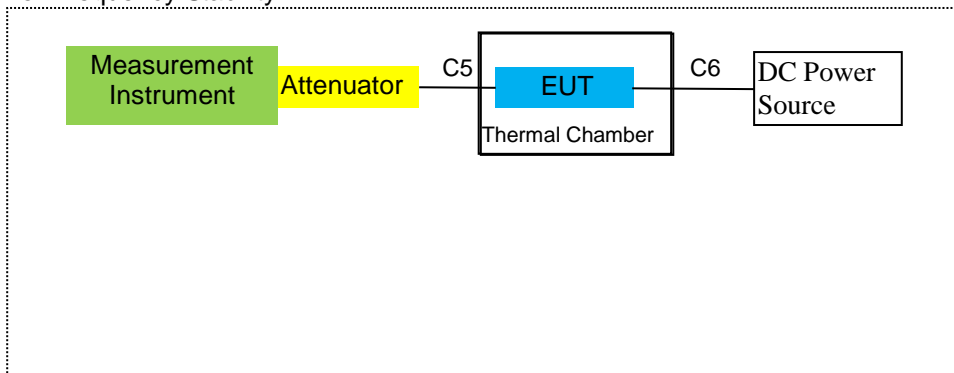 Measurement
Instrument
Attenuator
C5
EUT
Thermal Chamber
C6
DC Power
Source